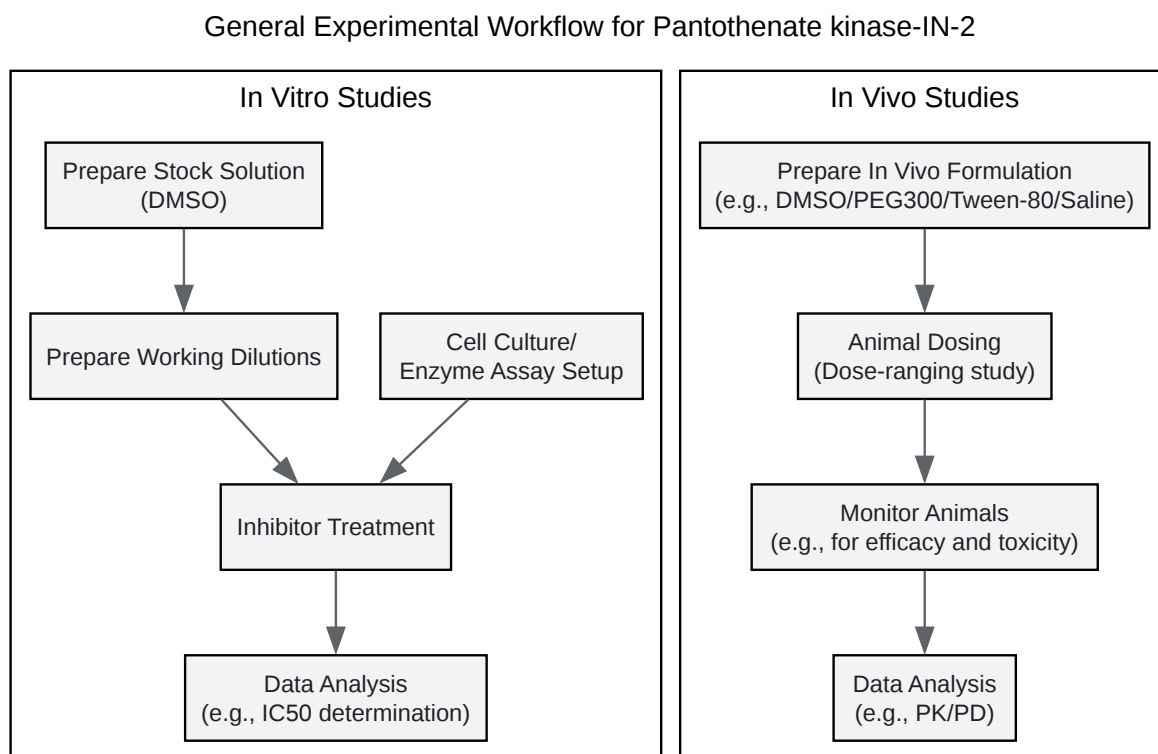 General Experimental Workflow for Pantothenate kinase-IN-2
In Vitro Studies
Prepare Stock Solution
(DMSO)
Prepare Working Dilutions
Cell Culture/
Enzyme Assay Setup
Inhibitor Treatment
Data Analysis
(e.g., IC50 determination)
In Vivo Studies
Prepare In Vivo Formulation
(e.g., DMSO/PEG300/Tween-80/Saline)
Animal Dosing
(Dose-ranging study)
Monitor Animals
(e.g., for efficacy and toxicity)
Data Analysis
(e.g., PK/PD)